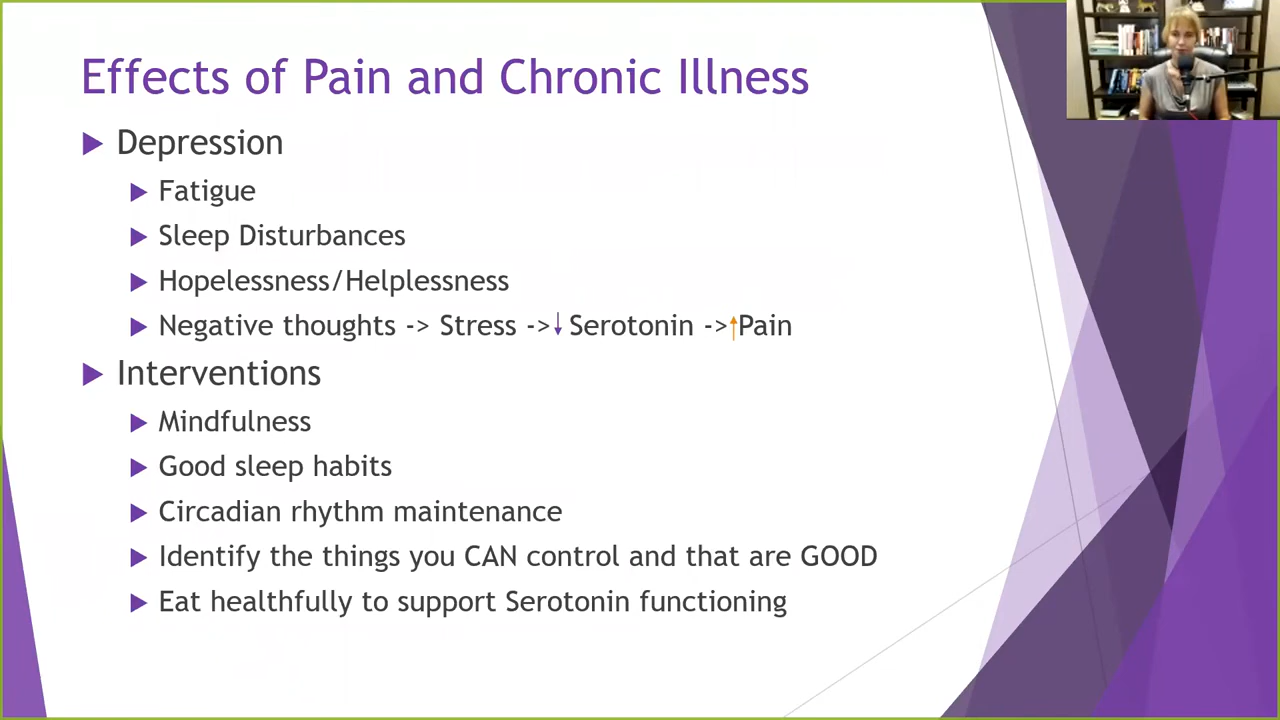 Effects of Pain and Chronic Illness
Depression
Fatigue
Sleep Disturbances
Hopelessness/Helplessness
Negative thoughts -> Stress ->↓ Serotonin ->↑Pain
Interventions
Mindfulness
Good sleep habits
Circadian rhythm maintenance
Identify the things you CAN control and that are GOOD
Eat healthfully to support Serotonin functioning